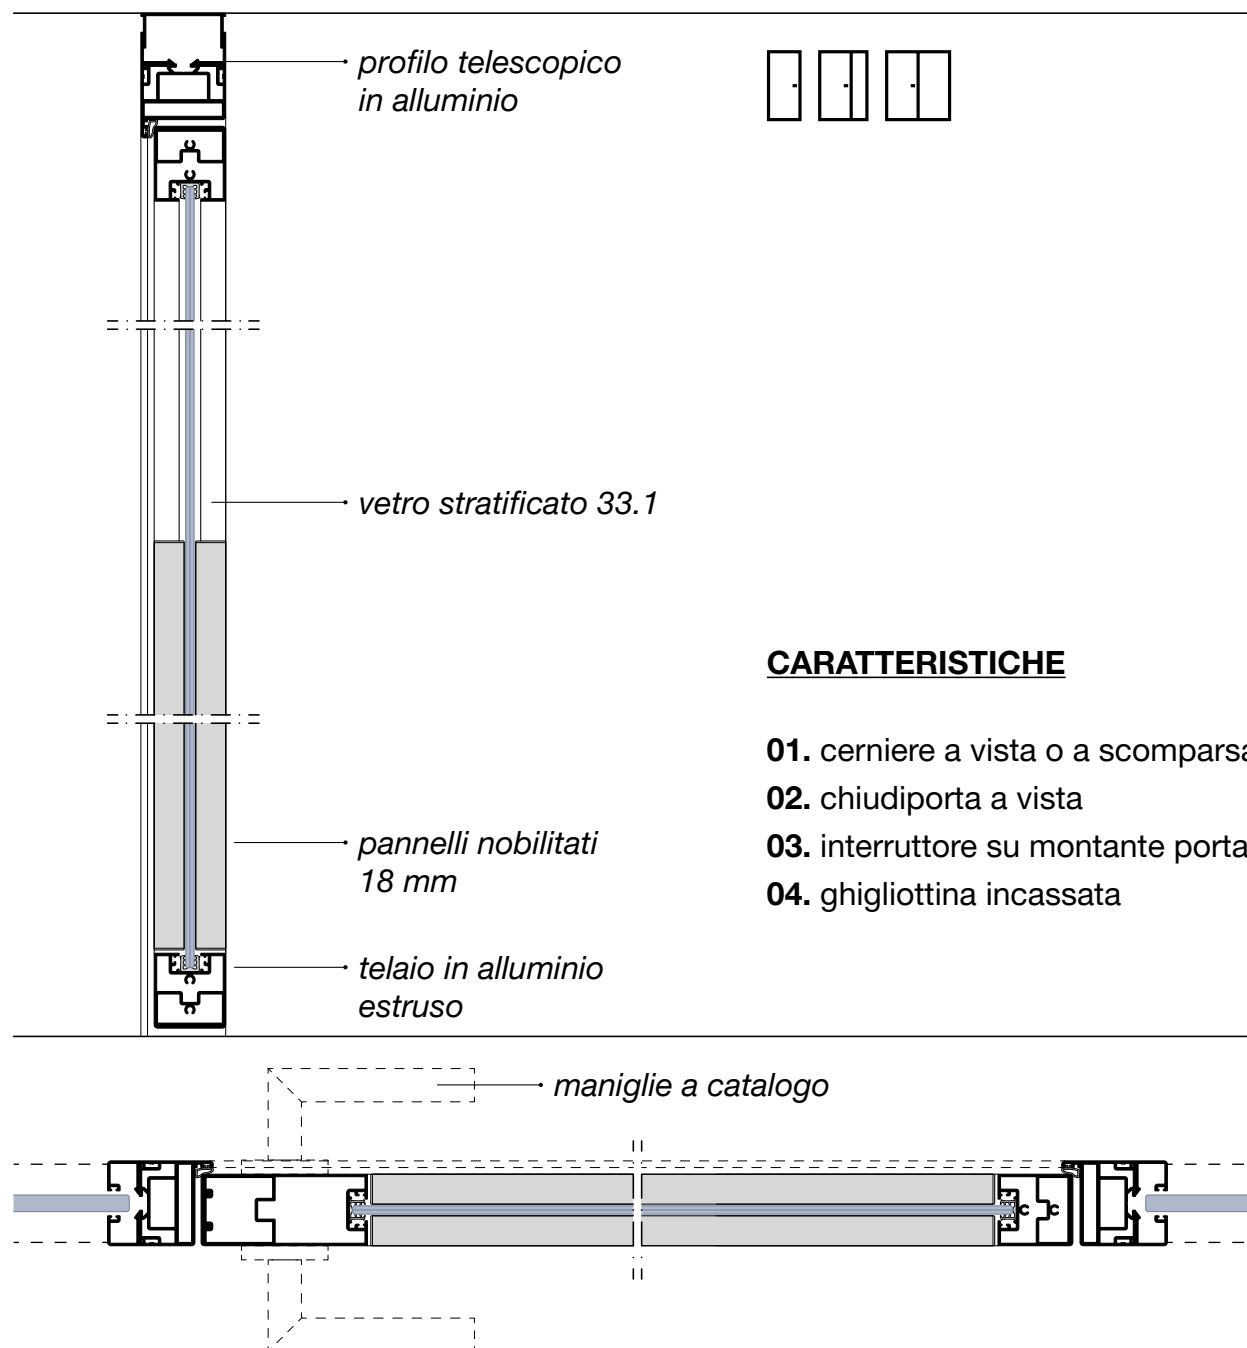 profilo telescopico
in alluminio
vetro stratificato 33.1
pannelli nobilitati
18 mm
telaio in alluminio
estruso
CARATTERISTICHE
01. cerniere a vista o a scomparsa
02. chiudiporta a vista
03. interruttore su montante porta
04. ghigliottina incassata
maniglie a catalogo